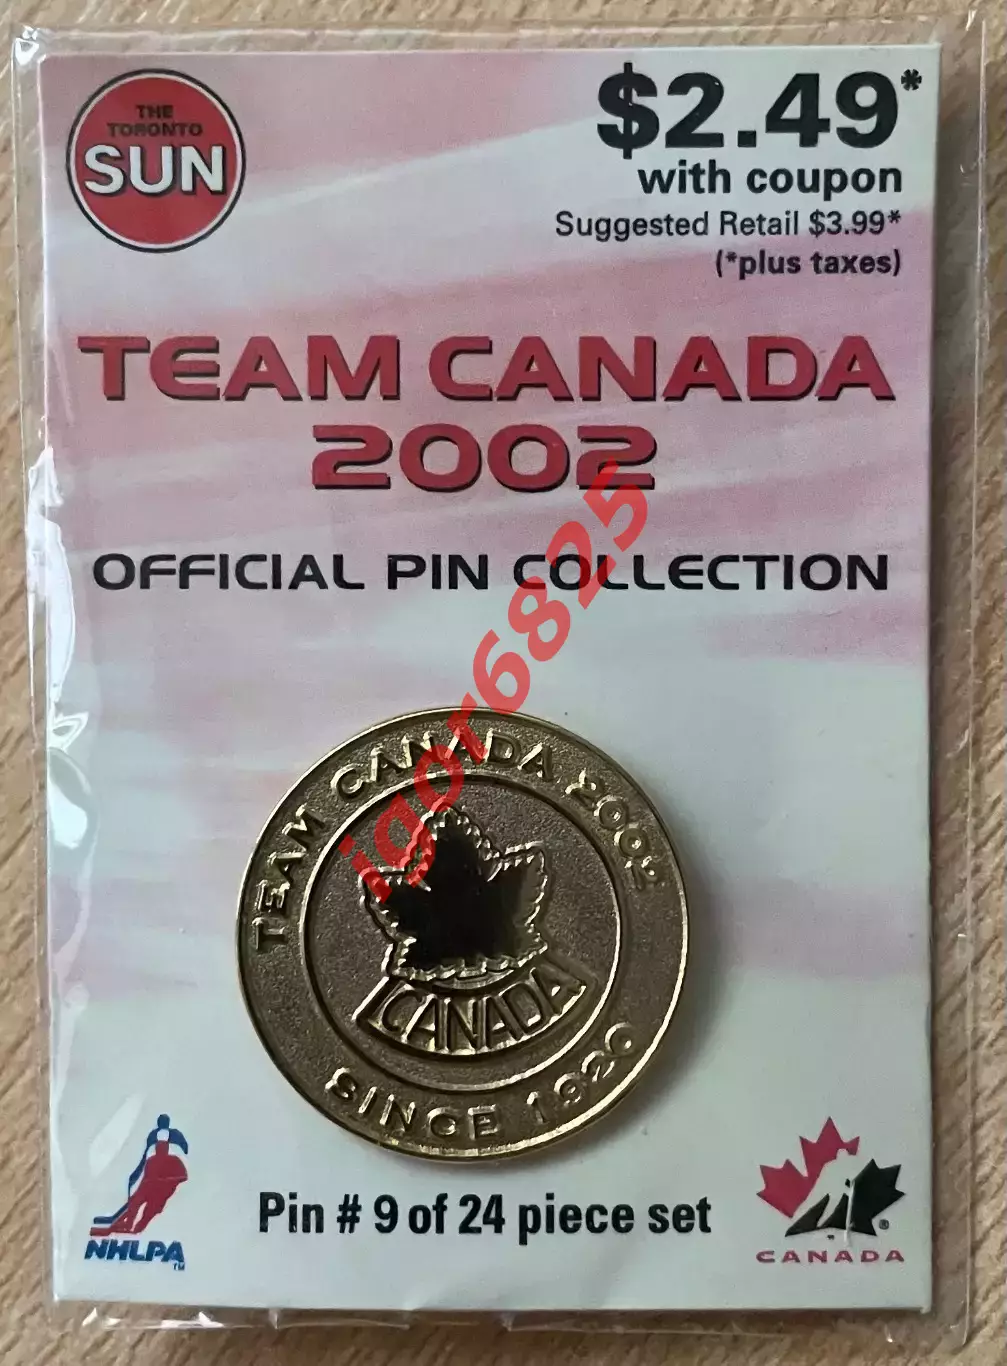 THE
TORONTO
SUN
$2.49*
with coupon
Suggested Retail $3.99*
(*plus taxes)
TEAM CANADA
2002
OFFICIAL PIN COLLECTION
igor6825
TEAM CANADA 2002
CANADA
SINCE 1920
NHLPA
TM
Pin # 9 of 24 piece set
®
CANADA